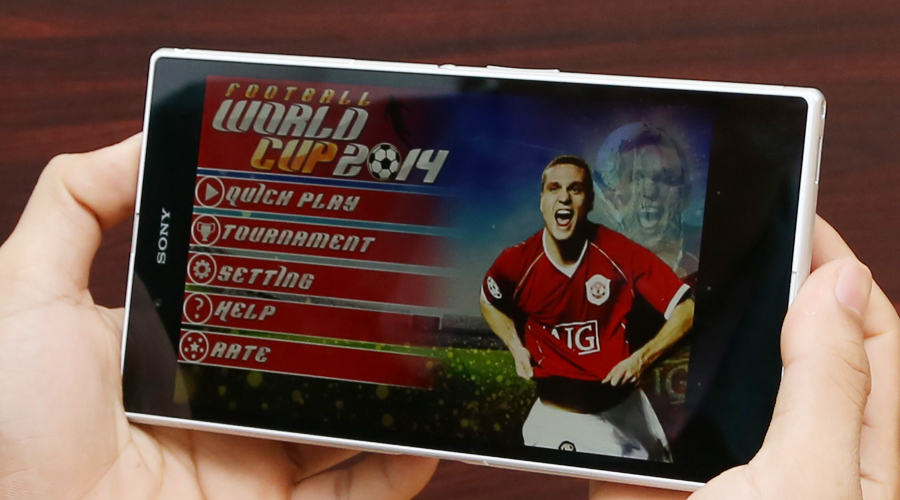 SONY
FOOTBALL
WORLD
CUP 2014
QUICK PLAY
TOURNAMENT
SETTING
HELP
RATE
AIG